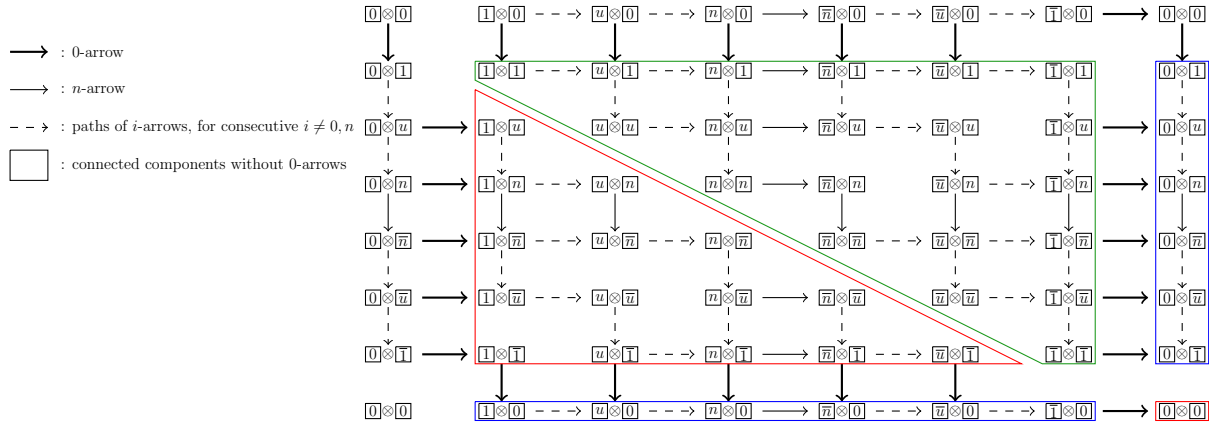 : 0-arrow
: n-arrow
: paths of i-arrows, for consecutive i ≠ 0, n
: connected components without 0-arrows
0⊗0 1⊗0 u⊗0 n⊗0 n̅⊗0 u̅⊗0 1̅⊗0 0⊗0
0⊗1 1⊗1 u⊗1 n⊗1 n̅⊗1 u̅⊗1 1̅⊗1 0⊗1
0⊗u 1⊗u u⊗u n⊗u n̅⊗u u̅⊗u 1̅⊗u 0⊗u
0⊗n 1⊗n u⊗n n⊗n n̅⊗n u̅⊗n 1̅⊗n 0⊗n
0⊗n̅ 1⊗n̅ u⊗n̅ n⊗n̅ n̅⊗n̅ u̅⊗n̅ 1̅⊗n̅ 0⊗n̅
0⊗u̅ 1⊗u̅ u⊗u̅ n⊗u̅ n̅⊗u̅ u̅⊗u̅ 1̅⊗u̅ 0⊗u̅
0⊗1̅ 1⊗1̅ u⊗1̅ n⊗1̅ n̅⊗1̅ u̅⊗1̅ 1̅⊗1̅ 0⊗1̅
0⊗0 1⊗0 u⊗0 n⊗0 n̅⊗0 u̅⊗0 1̅⊗0 0⊗0